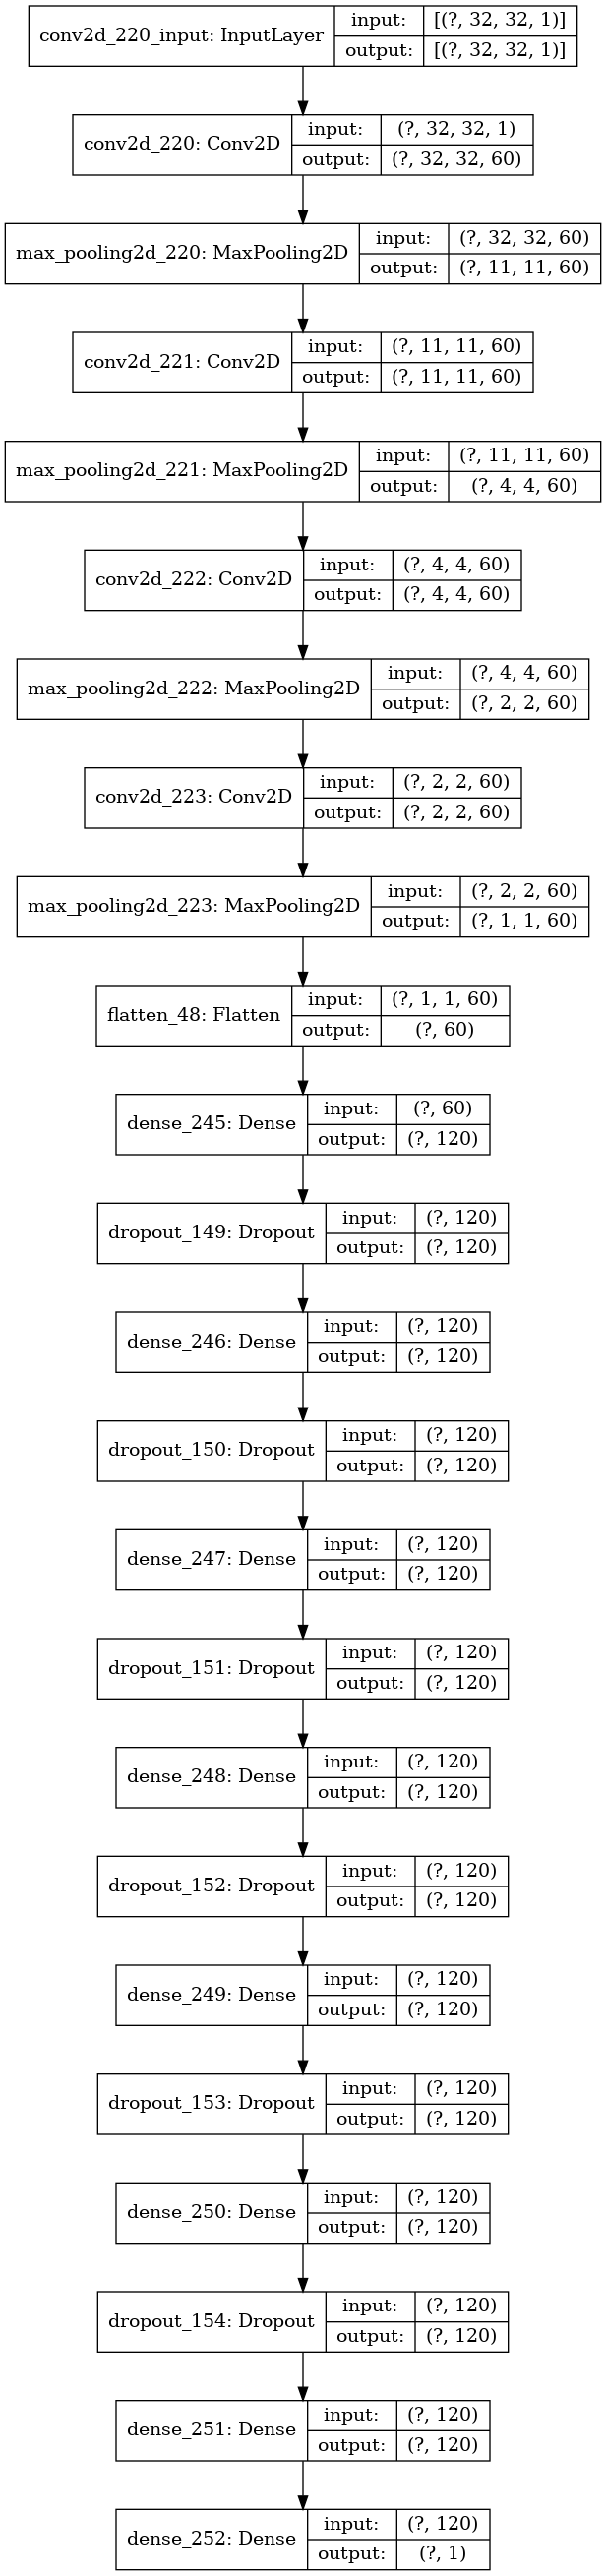 conv2d_220_input: InputLayer
input: [(?, 32, 32, 1)]
output: [(?, 32, 32, 1)]
conv2d_220: Conv2D
input: (?, 32, 32, 1)
output: (?, 32, 32, 60)
max_pooling2d_220: MaxPooling2D
input: (?, 32, 32, 60)
output: (?, 11, 11, 60)
conv2d_221: Conv2D
input: (?, 11, 11, 60)
output: (?, 11, 11, 60)
max_pooling2d_221: MaxPooling2D
input: (?, 11, 11, 60)
output: (?, 4, 4, 60)
conv2d_222: Conv2D
input: (?, 4, 4, 60)
output: (?, 4, 4, 60)
max_pooling2d_222: MaxPooling2D
input: (?, 4, 4, 60)
output: (?, 2, 2, 60)
conv2d_223: Conv2D
input: (?, 2, 2, 60)
output: (?, 2, 2, 60)
max_pooling2d_223: MaxPooling2D
input: (?, 2, 2, 60)
output: (?, 1, 1, 60)
flatten_48: Flatten
input: (?, 1, 1, 60)
output: (?, 60)
dense_245: Dense
input: (?, 60)
output: (?, 120)
dropout_149: Dropout
input: (?, 120)
output: (?, 120)
dense_246: Dense
input: (?, 120)
output: (?, 120)
dropout_150: Dropout
input: (?, 120)
output: (?, 120)
dense_247: Dense
input: (?, 120)
output: (?, 120)
dropout_151: Dropout
input: (?, 120)
output: (?, 120)
dense_248: Dense
input: (?, 120)
output: (?, 120)
dropout_152: Dropout
input: (?, 120)
output: (?, 120)
dense_249: Dense
input: (?, 120)
output: (?, 120)
dropout_153: Dropout
input: (?, 120)
output: (?, 120)
dense_250: Dense
input: (?, 120)
output: (?, 120)
dropout_154: Dropout
input: (?, 120)
output: (?, 120)
dense_251: Dense
input: (?, 120)
output: (?, 120)
dense_252: Dense
input: (?, 120)
output: (?, 1)